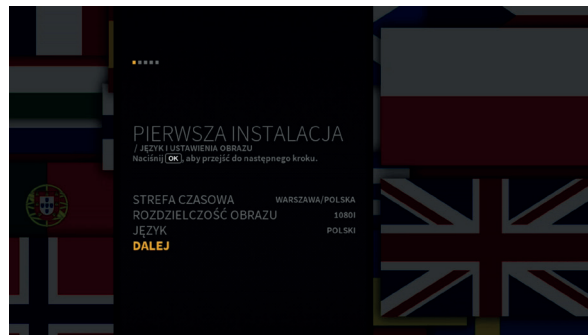 PIERWSZA INSTALACJA
/ JĘZYK I USTAWIENIA OBRAZU
Naciśnij OK, aby przejść do następnego kroku.
STREFA CZASOWA WARSZAWA/POLSKA
ROZDZIELCZOŚĆ OBRAZU 1080I
JĘZYK POLSKI
DALEJ